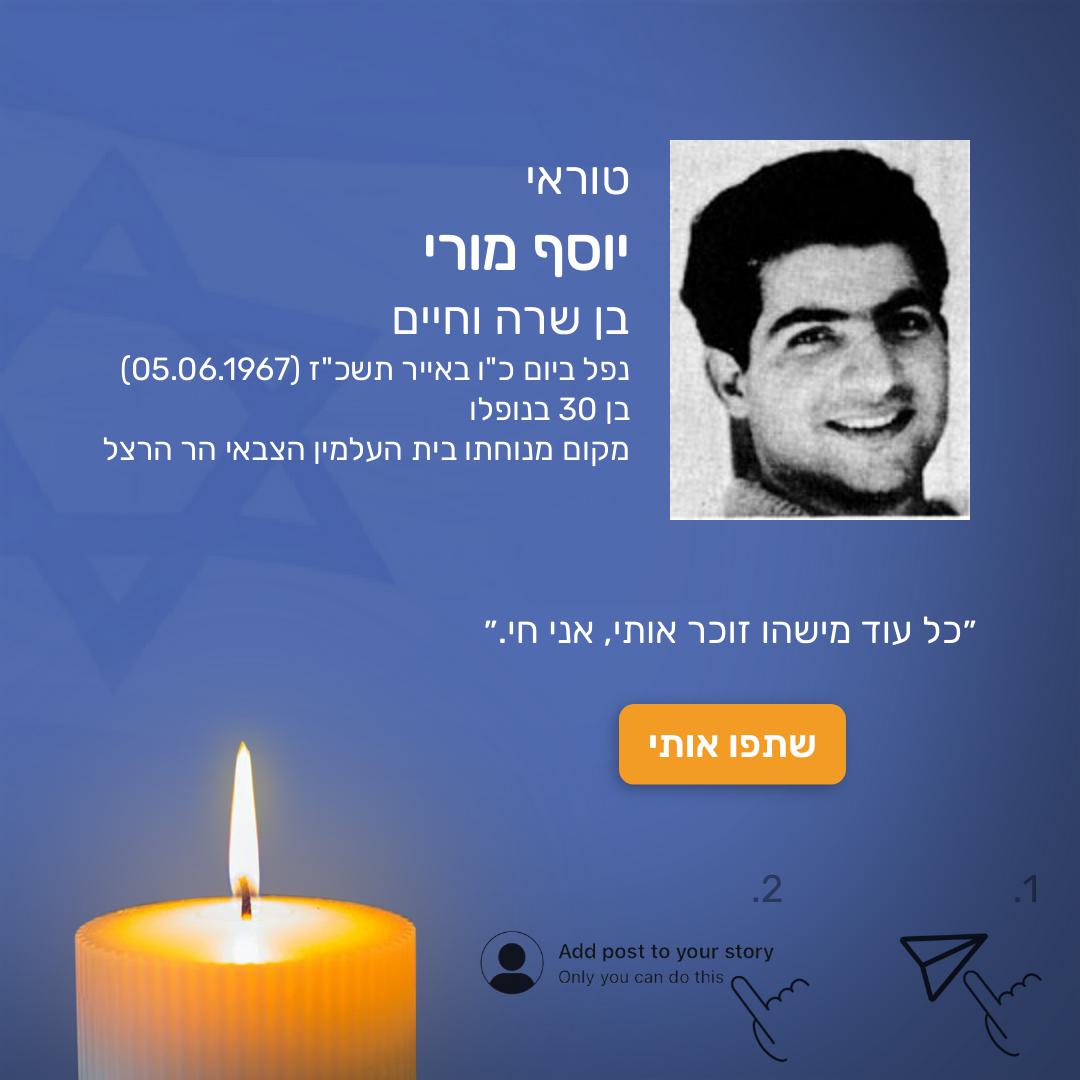 טוראי
יוסף מורי
בן שרה וחיים
נפל ביום כ"ו באייר תשכ"ז (05.06.1967)
בן 30 בנופלו
מקום מנוחתו בית העלמין הצבאי הר הרצל
״כל עוד מישהו זוכר אותי, אני חי.״
שתפו אותי
1.
2.
Add post to your story
Only you can do this